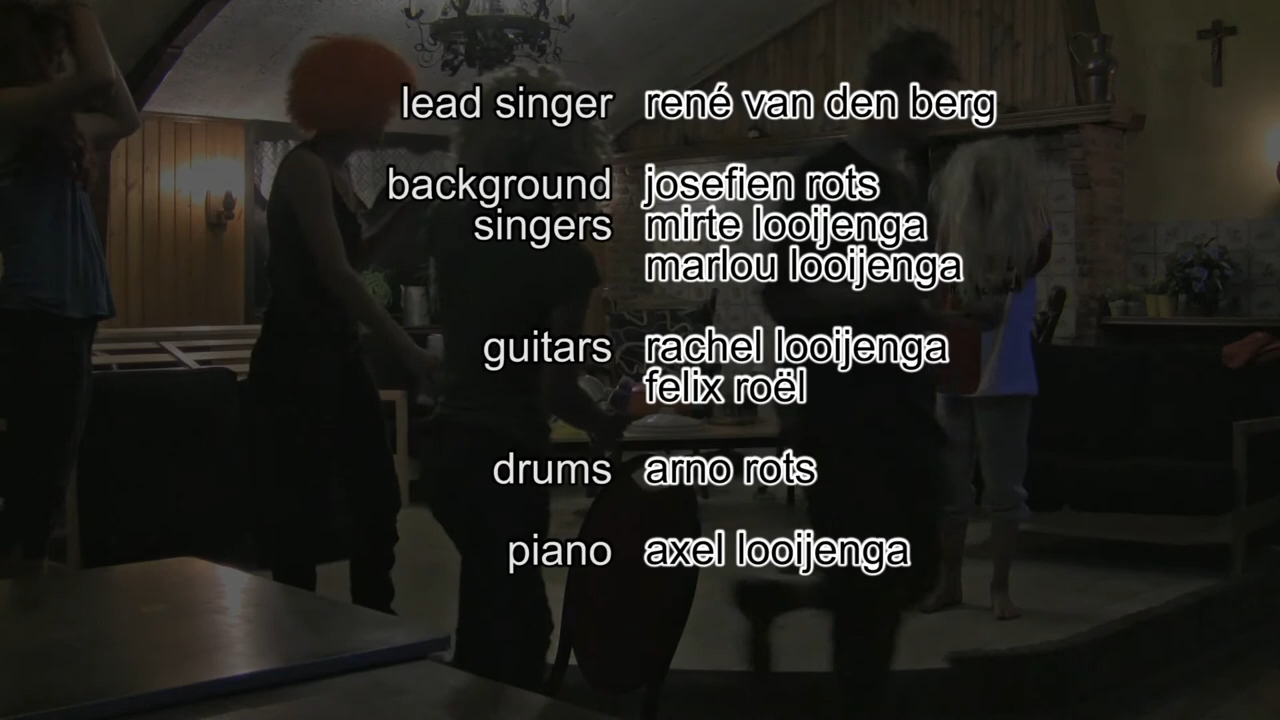 lead singer rené van den berg
background josefien rots
singers mirte looijenga
marlou looijenga
guitars rachel looijenga
felix roël
drums arno rots
piano axel looijenga